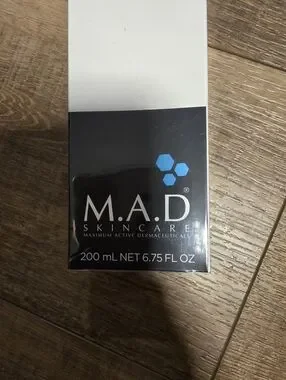 M.A.D®
SKINCARE
MAXIMUM ACTIVE DERMACEUTICALS
200 mL NET 6.75 FL OZ